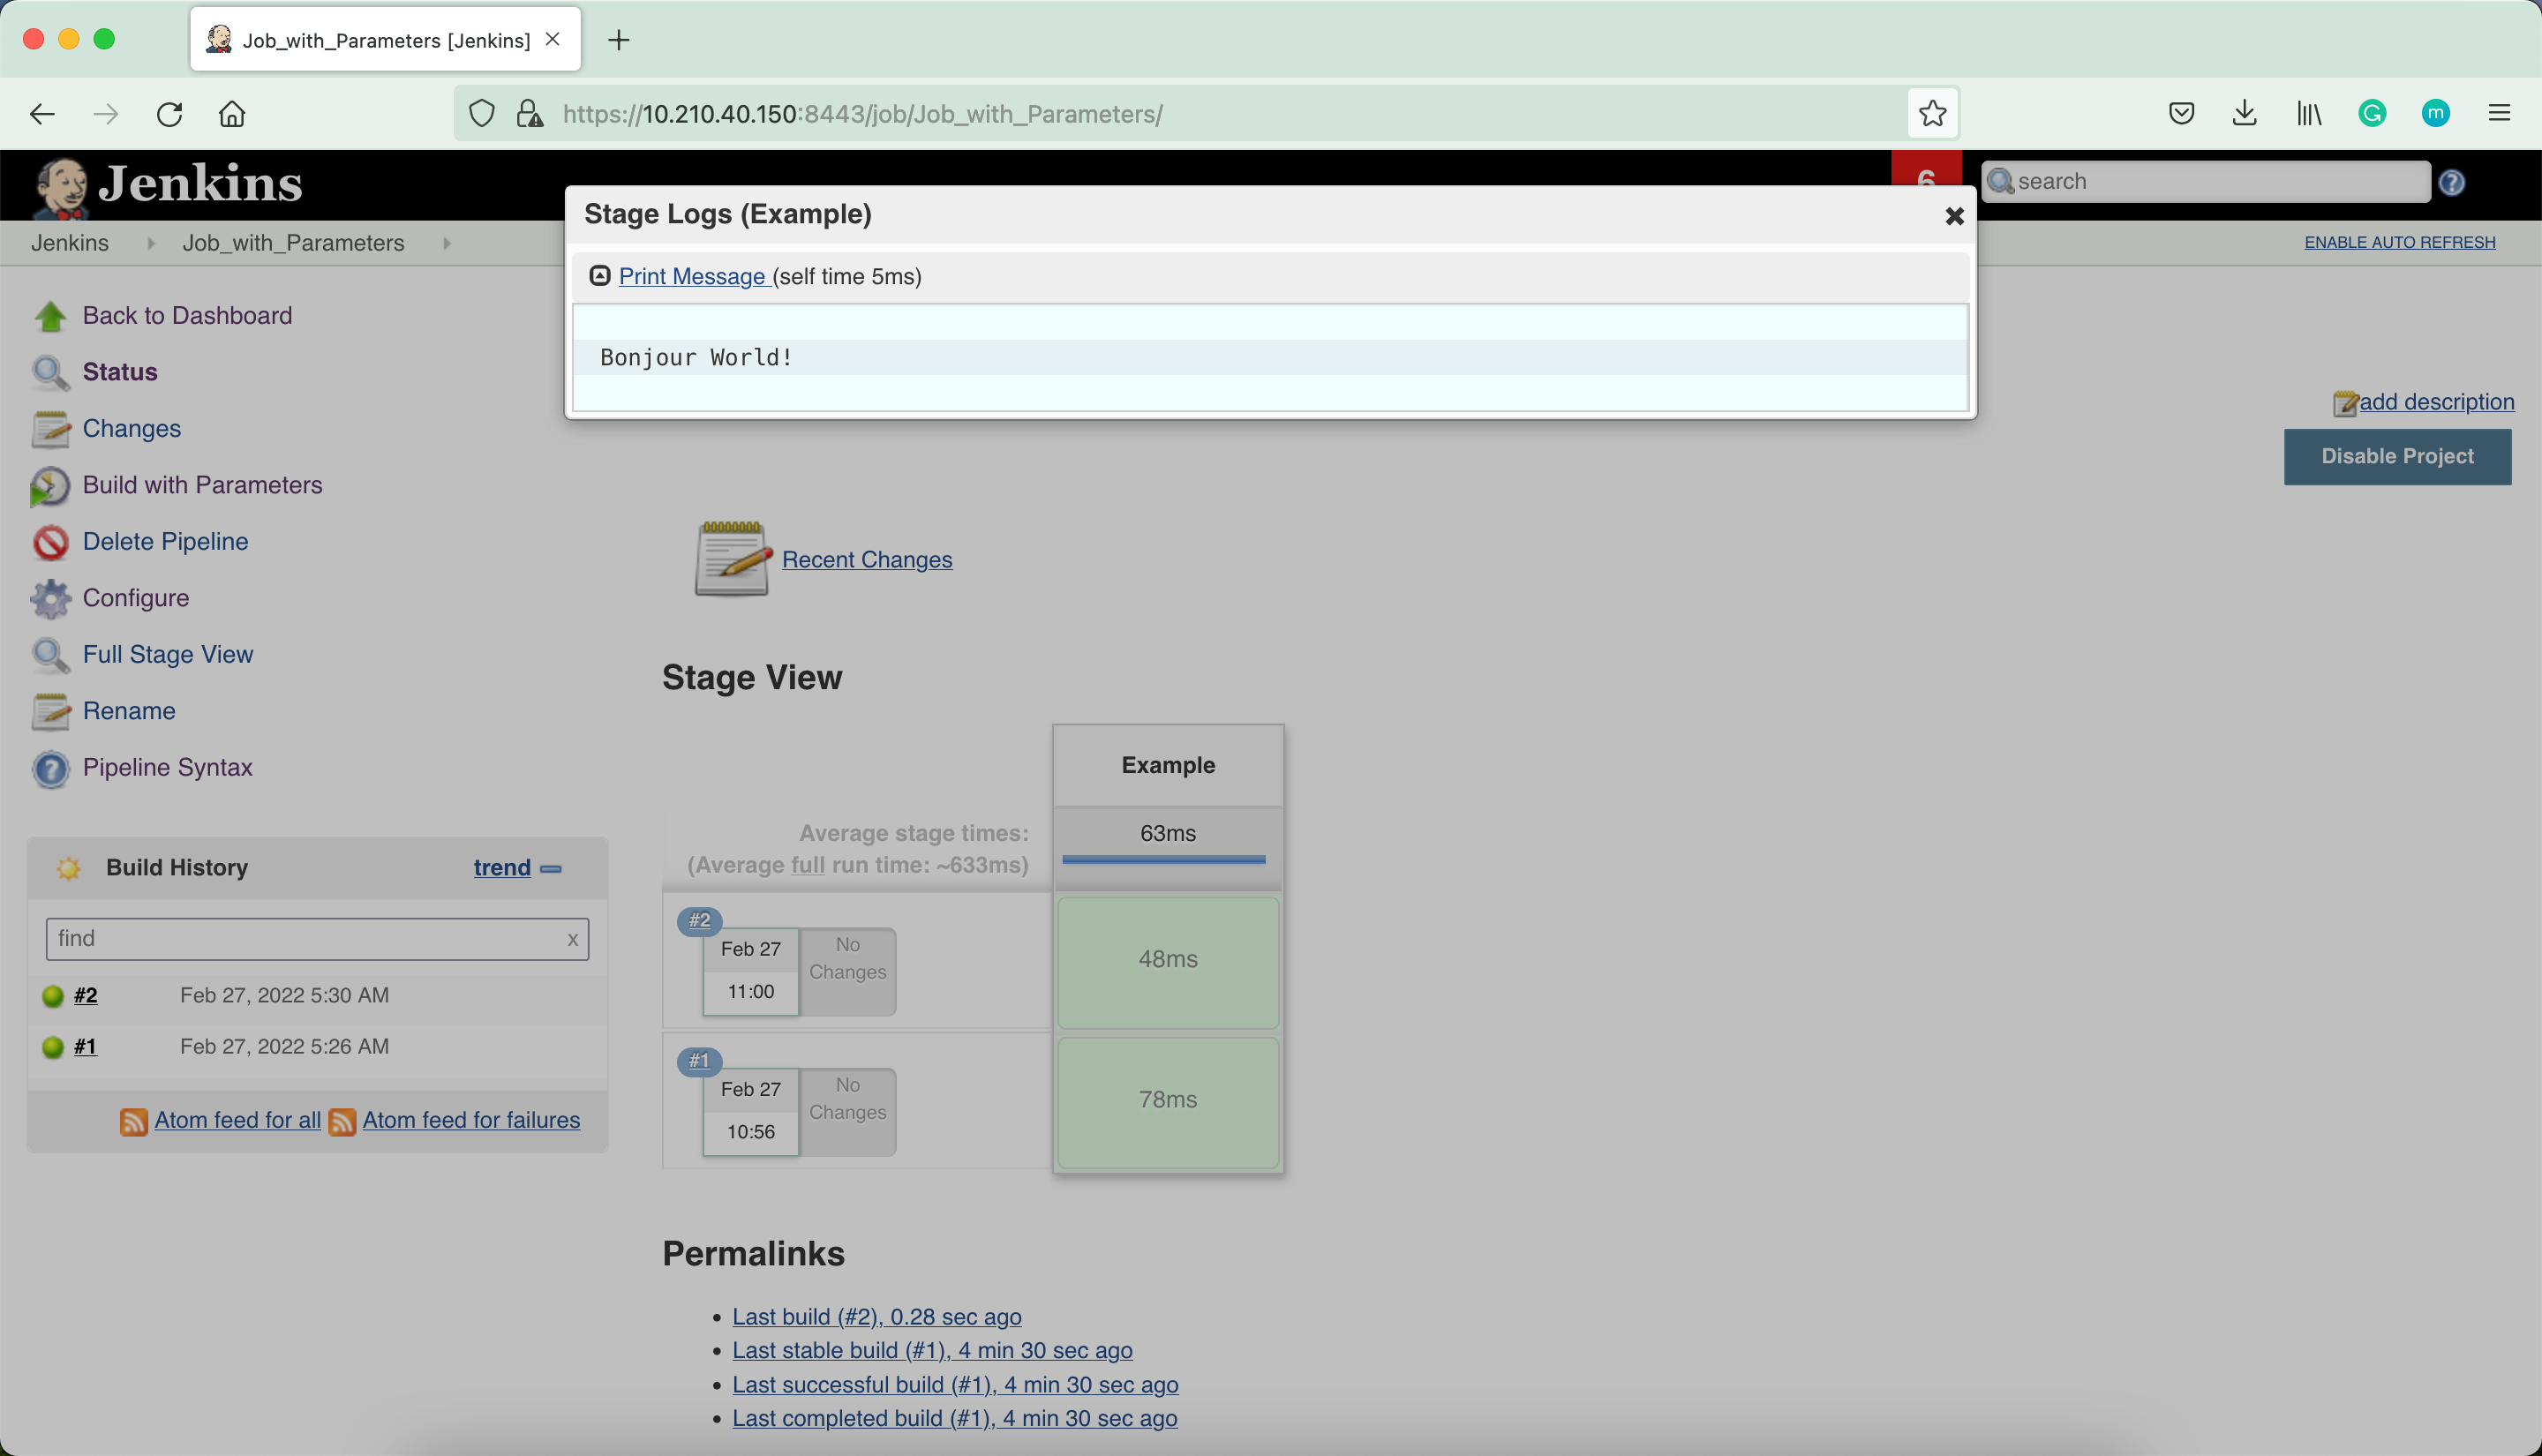 Job_with_Parameters [Jenkins]
https://10.210.40.150:8443/job/Job_with_Parameters/
m
Jenkins
6
search
Jenkins
Job_with_Parameters
ENABLE AUTO REFRESH
Stage Logs (Example)
Print Message (self time 5ms)
Bonjour World!
Back to Dashboard
Status
Changes
Build with Parameters
Delete Pipeline
Configure
Full Stage View
Rename
Pipeline Syntax
add description
Disable Project
Recent Changes
Stage View
Example
Average stage times:
(Average full run time: ~633ms)
63ms
#2
Feb 27
11:00
No
Changes
48ms
#1
Feb 27
10:56
No
Changes
78ms
Build History
trend
find
x
#2 Feb 27, 2022 5:30 AM
#1 Feb 27, 2022 5:26 AM
Atom feed for all Atom feed for failures
Permalinks
Last build (#2), 0.28 sec ago
Last stable build (#1), 4 min 30 sec ago
Last successful build (#1), 4 min 30 sec ago
Last completed build (#1), 4 min 30 sec ago